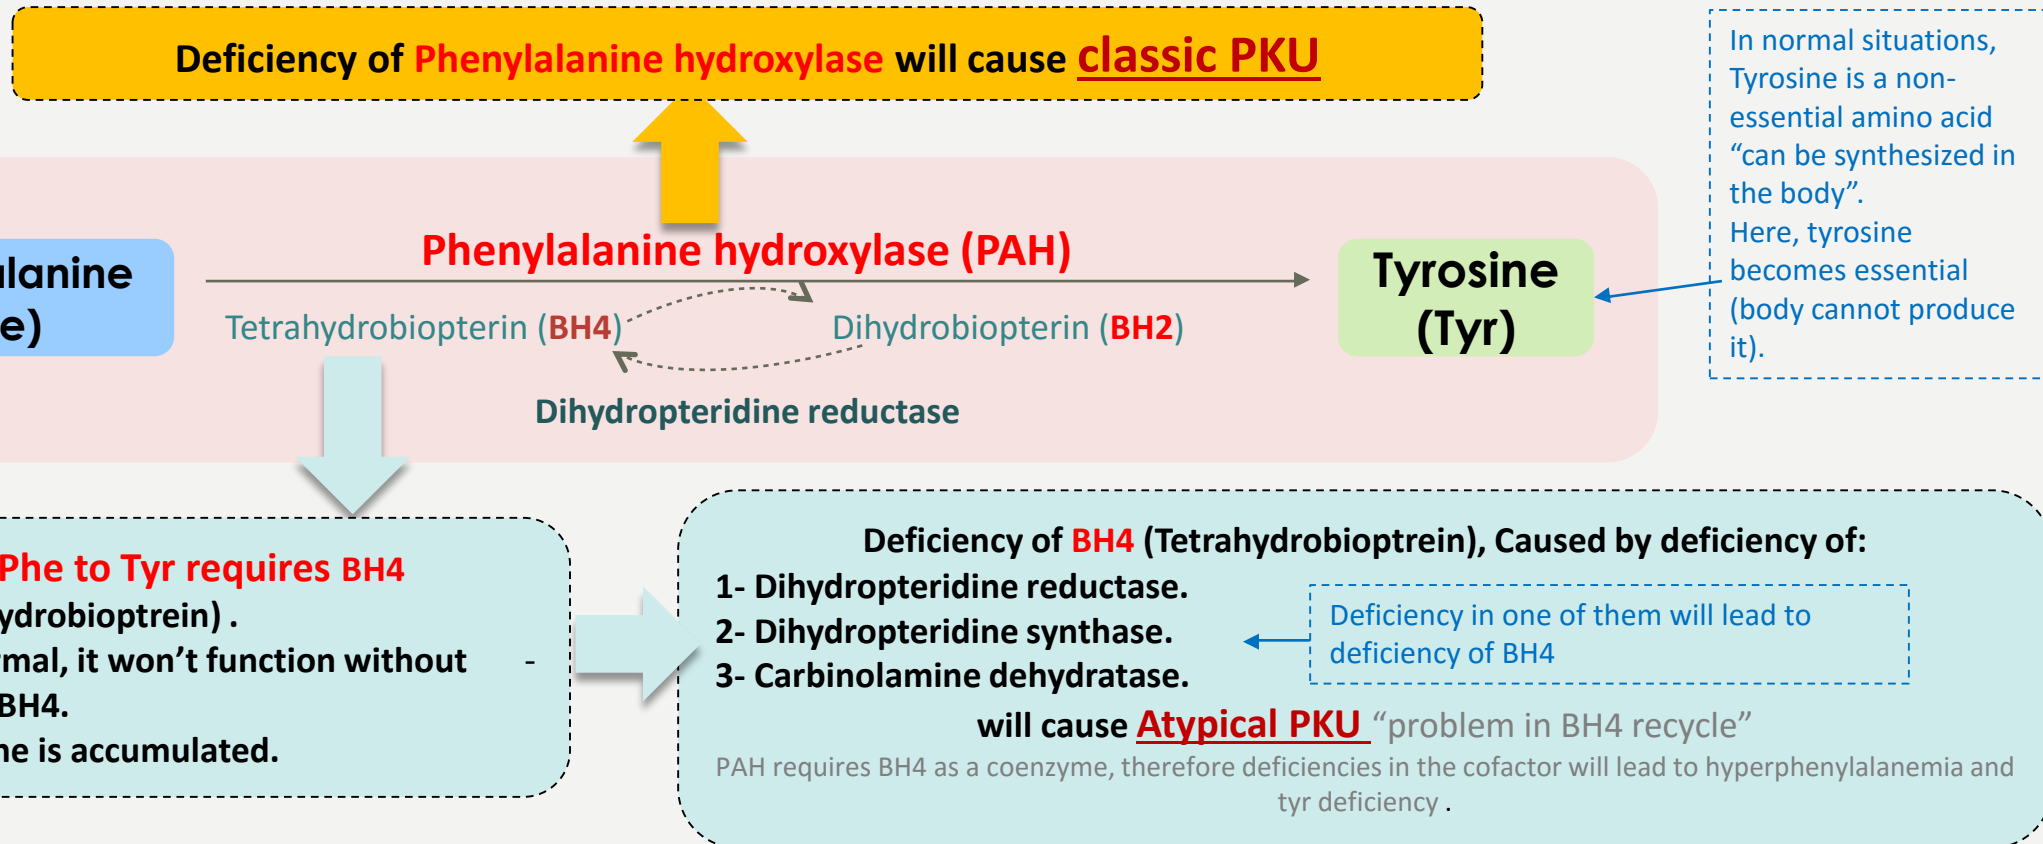 Deficiency of Phenylalanine hydroxylase will cause classic PKU
In normal situations,
Tyrosine is a non-
essential amino acid
“can be synthesized in
the body”.
Here, tyrosine
becomes essential
(body cannot produce
it).
Phenylalanine hydroxylase (PAH)
Tetrahydrobiopterin (BH4)
Dihydrobiopterin (BH2)
Dihydropteridine reductase
Tyrosine
(Tyr)
Phe to Tyr requires BH4
. normal, it won’t function without -
BH4.
is accumulated.
Deficiency of BH4 (Tetrahydrobioptrein), Caused by deficiency of:
1- Dihydropteridine reductase.
2- Dihydropteridine synthase.
3- Carbinolamine dehydratase.
Deficiency in one of them will lead to
deficiency of BH4
will cause Atypical PKU “problem in BH4 recycle”
PAH requires BH4 as a coenzyme, therefore deficiencies in the cofactor will lead to hyperphenylalanemia and
tyr deficiency .